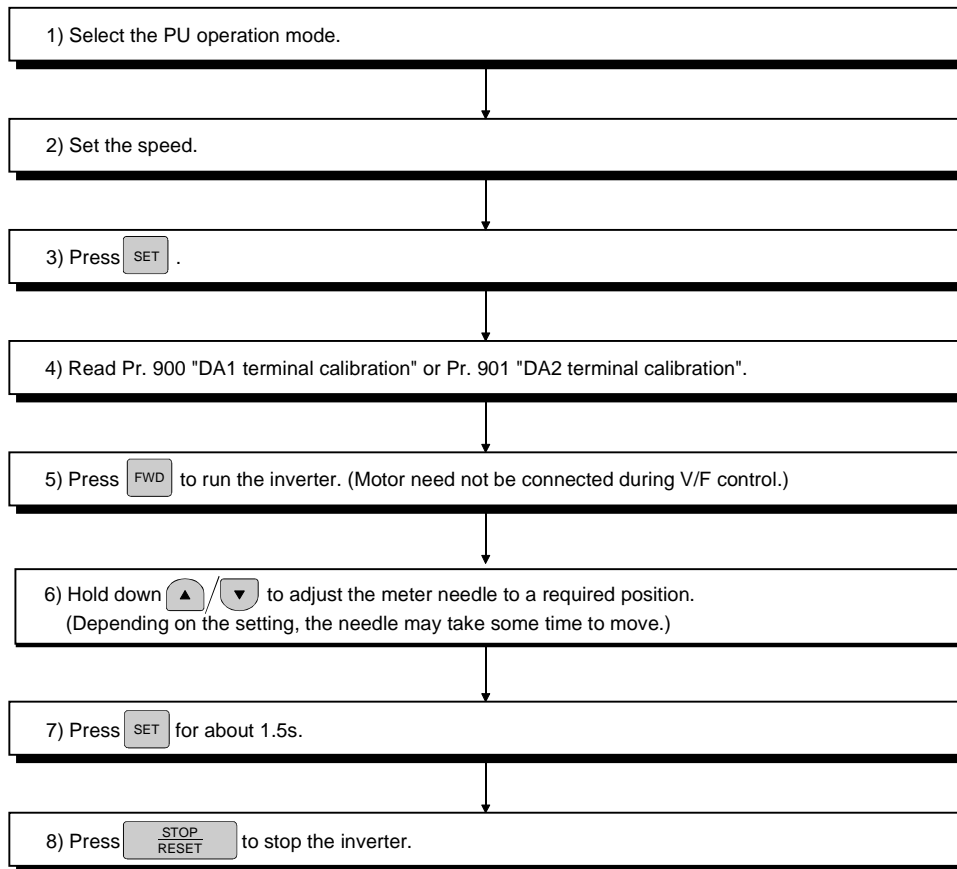 1) Select the PU operation mode.
2) Set the speed.
3) Press SET .
4) Read Pr. 900 "DA1 terminal calibration" or Pr. 901 "DA2 terminal calibration".
5) Press FWD to run the inverter. (Motor need not be connected during V/F control.)
6) Hold down ▲/▼ to adjust the meter needle to a required position.
(Depending on the setting, the needle may take some time to move.)
7) Press SET for about 1.5s.
8) Press STOP RESET to stop the inverter.